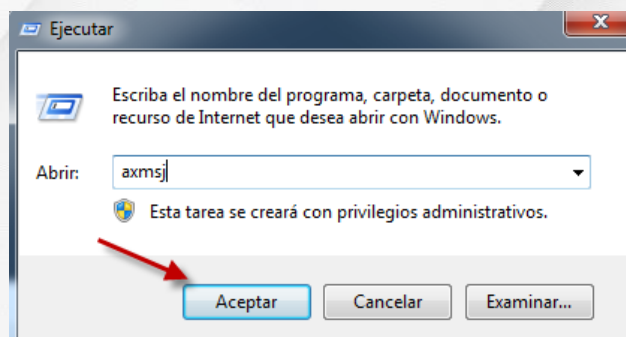 Ejecutar
Escriba el nombre del programa, carpeta, documento o
recurso de Internet que desea abrir con Windows.
Abrir: axmsj
Esta tarea se creará con privilegios administrativos.
Aceptar Cancelar Examinar...